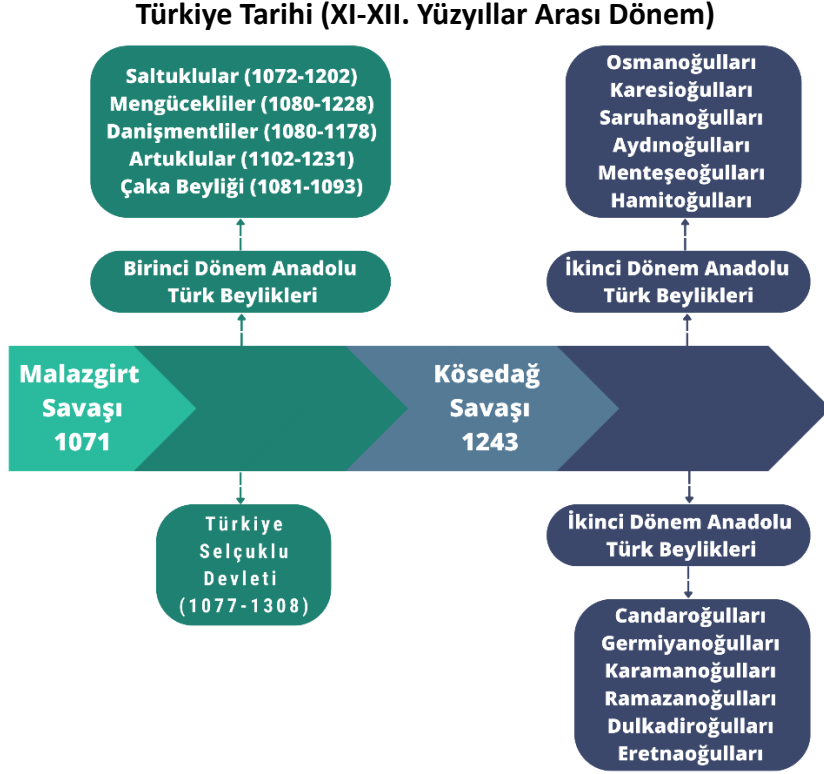 Türkiye Tarihi (XI-XII. Yüzyıllar Arası Dönem)
Saltuklular (1072-1202)
Mengücekliler (1080-1228)
Danişmentliler (1080-1178)
Artuklular (1102-1231)
Çaka Beyliği (1081-1093)
Osmanoğulları
Karesioğulları
Saruhanoğulları
Aydınoğulları
Menteşeoğulları
Hamitoğulları
Birinci Dönem Anadolu
Türk Beylikleri
İkinci Dönem Anadolu
Türk Beylikleri
Malazgirt
Savaşı
1071
Kösedağ
Savaşı
1243
Türkiye
Selçuklu
Devleti
(1077-1308)
İkinci Dönem Anadolu
Türk Beylikleri
Candaroğulları
Germiyanoğulları
Karamanoğulları
Ramazanoğulları
Dulkadiroğulları
Eretnaoğulları